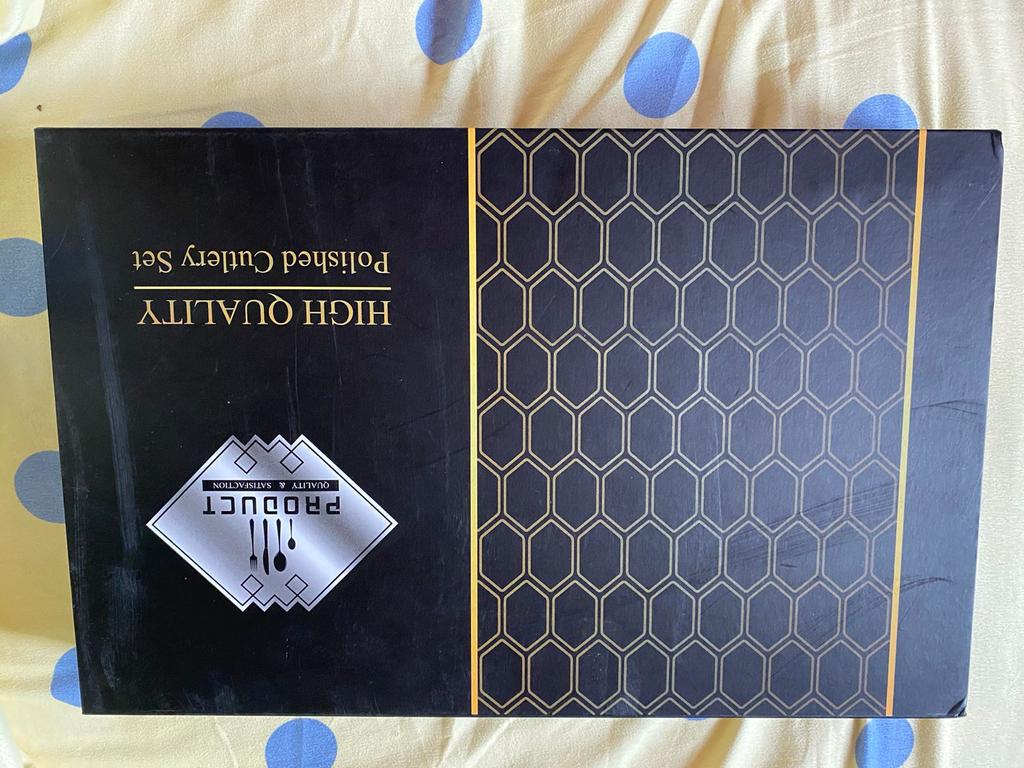 PRODUCT
QUALITY & SATISFACTION
HIGH QUALITY
Polished Cutlery Set